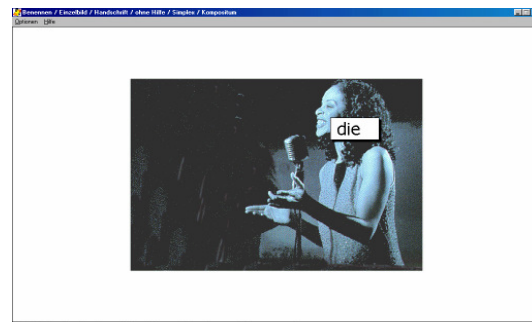 Benennen / Einzelbild / Handschrift / ohne Hilfe / Simplex / Kompositum
Optionen Hilfe
die